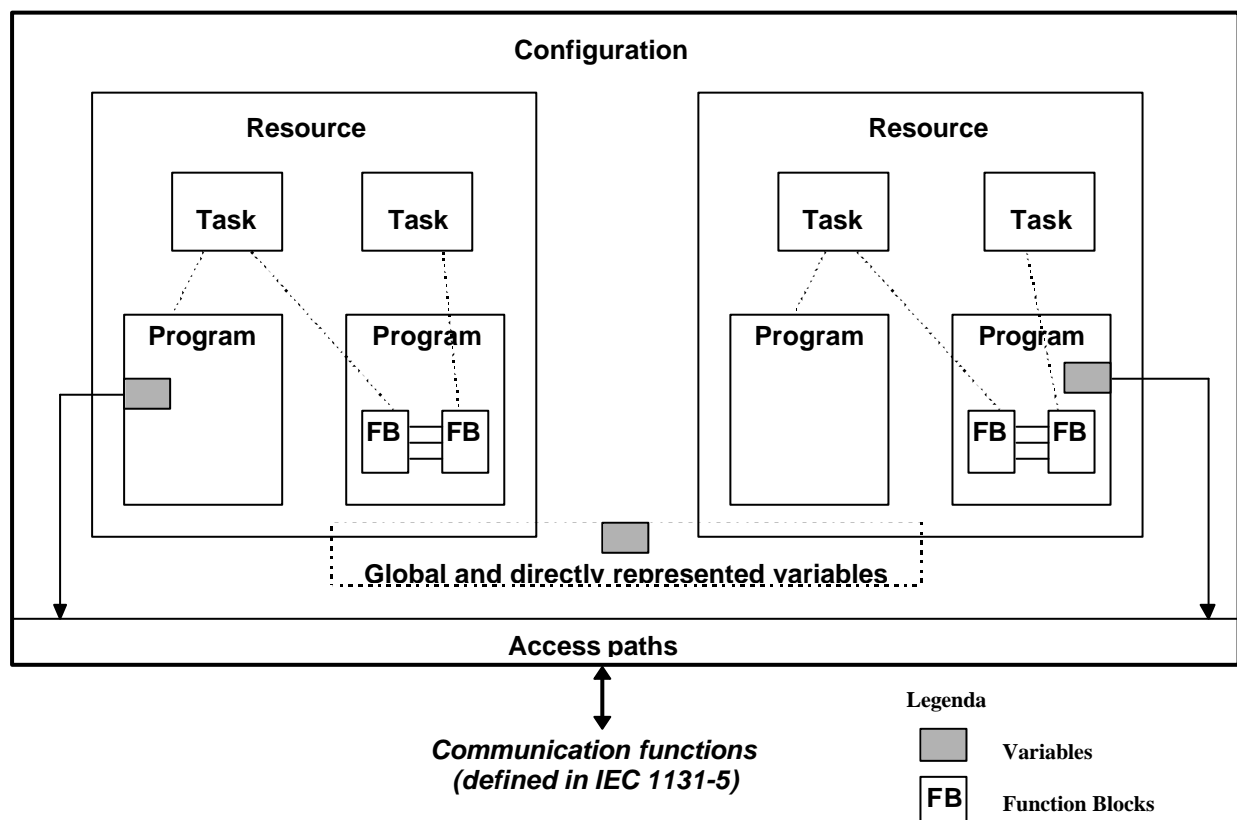 Configuration
Resource
Resource
Task
Task
Task
Task
Program
Program
Program
Program
FB
FB
FB
FB
Global and directly represented variables
Access paths
Communication functions
(defined in IEC 1131-5)
Legenda
Variables
FB
Function Blocks